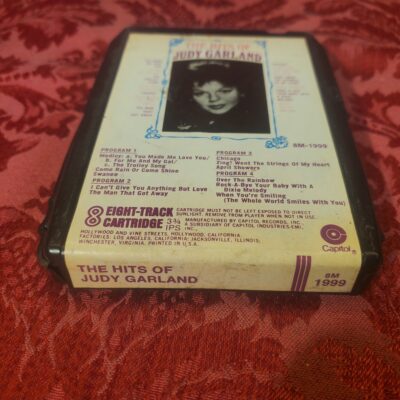 THE HITS OF
JUDY GARLAND
8M-1999
PROGRAM 1
Medley: a. You Made Me Love You/
b. For Me And My Gal/
c. The Trolley Song
Come Rain Or Come Shine
Swanee
PROGRAM 2
I Can't Give You Anything But Love
The Man That Got Away
PROGRAM 3
Chicago
Zing! Went The Strings Of My Heart
April Showers
PROGRAM 4
Over The Rainbow
Rock-A-Bye Your Baby With A
Dixie Melody
When You're Smiling
(The Whole World Smiles With You)
8 EIGHT-TRACK
CARTRIDGE
3¾
IPS
CARTRIDGE MUST NOT BE LEFT EXPOSED TO DIRECT
SUNLIGHT. REMOVE FROM PLAYER WHEN NOT IN USE.
MANUFACTURED BY CAPITOL RECORDS, INC.
A SUBSIDIARY OF CAPITOL INDUSTRIES-EMI,
INC.
HOLLYWOOD AND VINE STREETS, HOLLYWOOD, CALIFORNIA.
FACTORIES: LOS ANGELES, CALIFORNIA; JACKSONVILLE, ILLINOIS;
WINCHESTER, VIRGINIA. PRINTED IN U.S.A.
Capitol
THE HITS OF
JUDY GARLAND
8M
1999